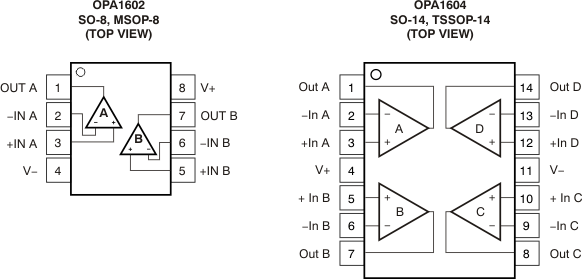 OPA1602
SO-8, MSOP-8
(TOP VIEW)
OUT A 1 8 V+
–IN A 2 7 OUT B
+IN A 3 6 –IN B
V– 4 5 +IN B
A
– +
B
+ –
OPA1604
SO-14, TSSOP-14
(TOP VIEW)
Out A 1 14 Out D
–In A 2 – – 13 –In D
A D
+In A 3 + + 12 +In D
V+ 4 11 V–
+ In B 5 + + 10 + In C
B C
–In B 6 – – 9 –In C
Out B 7 8 Out C